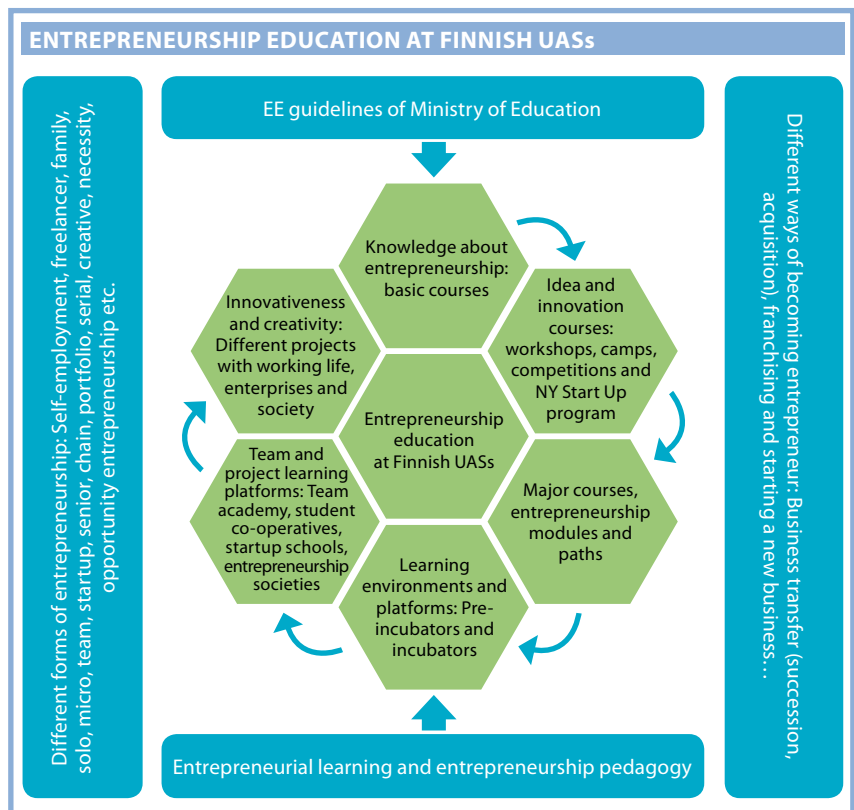 ENTREPRENEURSHIP EDUCATION AT FINNISH UASs
Different forms of entrepreneurship: Self-employment, freelancer, family,
solo, micro, team, startup, senior, chain, portfolio, serial, creative, necessity,
opportunity entrepreneurship etc.
EE guidelines of Ministry of Education
Knowledge about
entrepreneurship:
basic courses
Idea and
innovation
courses:
workshops, camps,
competitions and
NY Start Up
program
Major courses,
entrepreneurship
modules and
paths
Learning
environments and
platforms: Pre-
incubators and
incubators
Team and
project learning
platforms: Team
academy, student
co-operatives,
startup schools,
entrepreneurship
societies
Innovativeness
and creativity:
Different projects
with working life,
enterprises and
society
Entrepreneurship
education
at Finnish UASs
Entrepreneurial learning and entrepreneurship pedagogy
Different ways of becoming entrepreneur: Business transfer (succession,
acquisition), franchising and starting a new business…